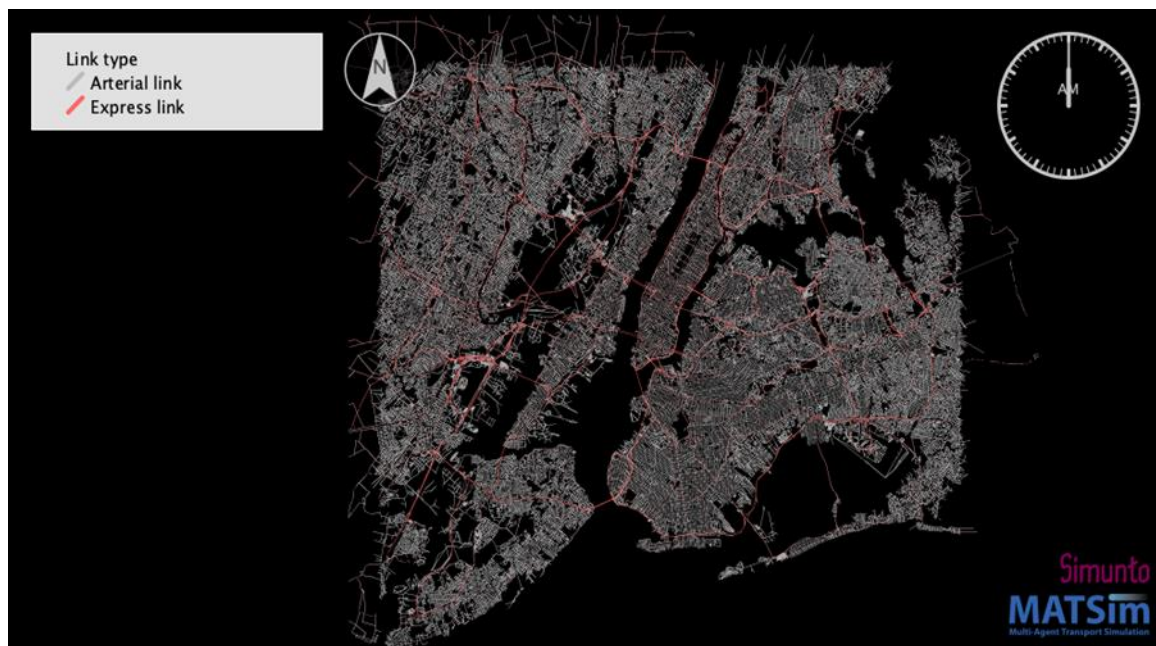 Link type
Arterial link
Express link
N
AM
Simunto
MATSim
Multi-Agent Transport Simulation